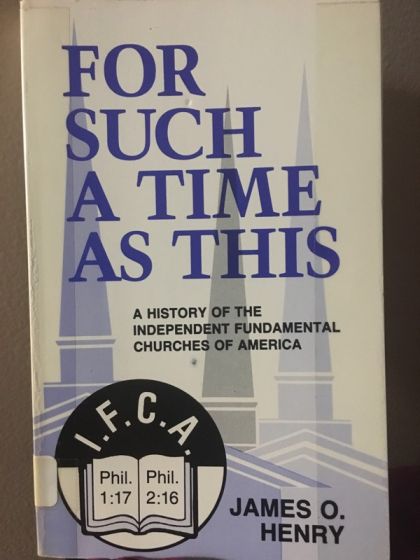 FOR
SUCH
A TIME
AS THIS
A HISTORY OF THE
INDEPENDENT FUNDAMENTAL
CHURCHES OF AMERICA
I.F.C.A.
Phil. Phil.
1:17 2:16
JAMES O.
HENRY